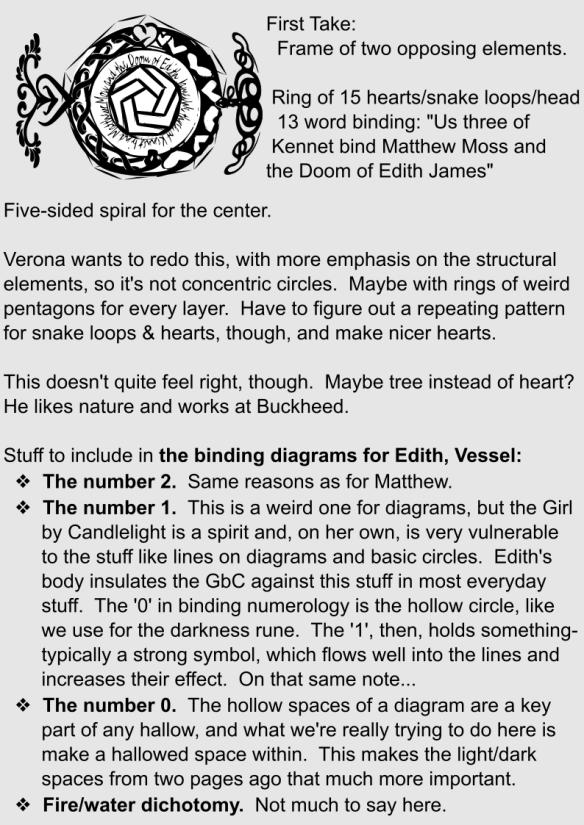 First Take:
Frame of two opposing elements.
Ring of 15 hearts/snake loops/head
13 word binding: "Us three of
Kennet bind Matthew Moss and
the Doom of Edith James"
Five-sided spiral for the center.
Verona wants to redo this, with more emphasis on the structural
elements, so it's not concentric circles.  Maybe with rings of weird
pentagons for every layer.  Have to figure out a repeating pattern
for snake loops & hearts, though, and make nicer hearts.
This doesn't quite feel right, though.  Maybe tree instead of heart?
He likes nature and works at Buckheed.
Stuff to include in the binding diagrams for Edith, Vessel:
❖ The number 2.  Same reasons as for Matthew.
❖ The number 1.  This is a weird one for diagrams, but the Girl
by Candlelight is a spirit and, on her own, is very vulnerable
to the stuff like lines on diagrams and basic circles.  Edith's
body insulates the GbC against this stuff in most everyday
stuff.  The '0' in binding numerology is the hollow circle, like
we use for the darkness rune.  The '1', then, holds something-
typically a strong symbol, which flows well into the lines and
increases their effect.  On that same note...
❖ The number 0.  The hollow spaces of a diagram are a key
part of any hallow, and what we're really trying to do here is
make a hallowed space within.  This makes the light/dark
spaces from two pages ago that much more important.
❖ Fire/water dichotomy.  Not much to say here.